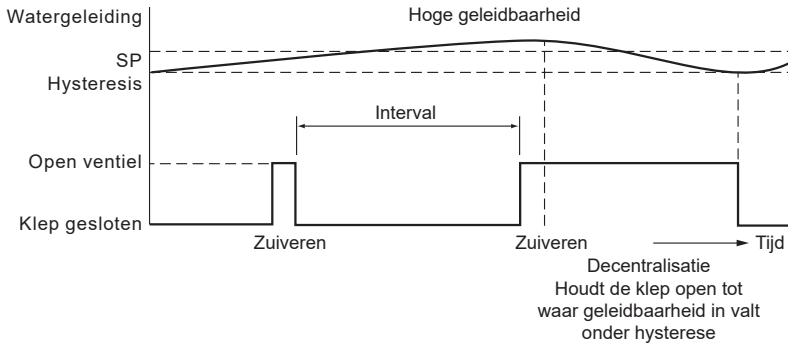 Watergeleiding
Hoge geleidbaarheid
SP
Hysteresis
Interval
Open ventiel
Klep gesloten
Zuiveren
Zuiveren
Tijd
Decentralisatie
Houdt de klep open tot
waar geleidbaarheid in valt
onder hysterese